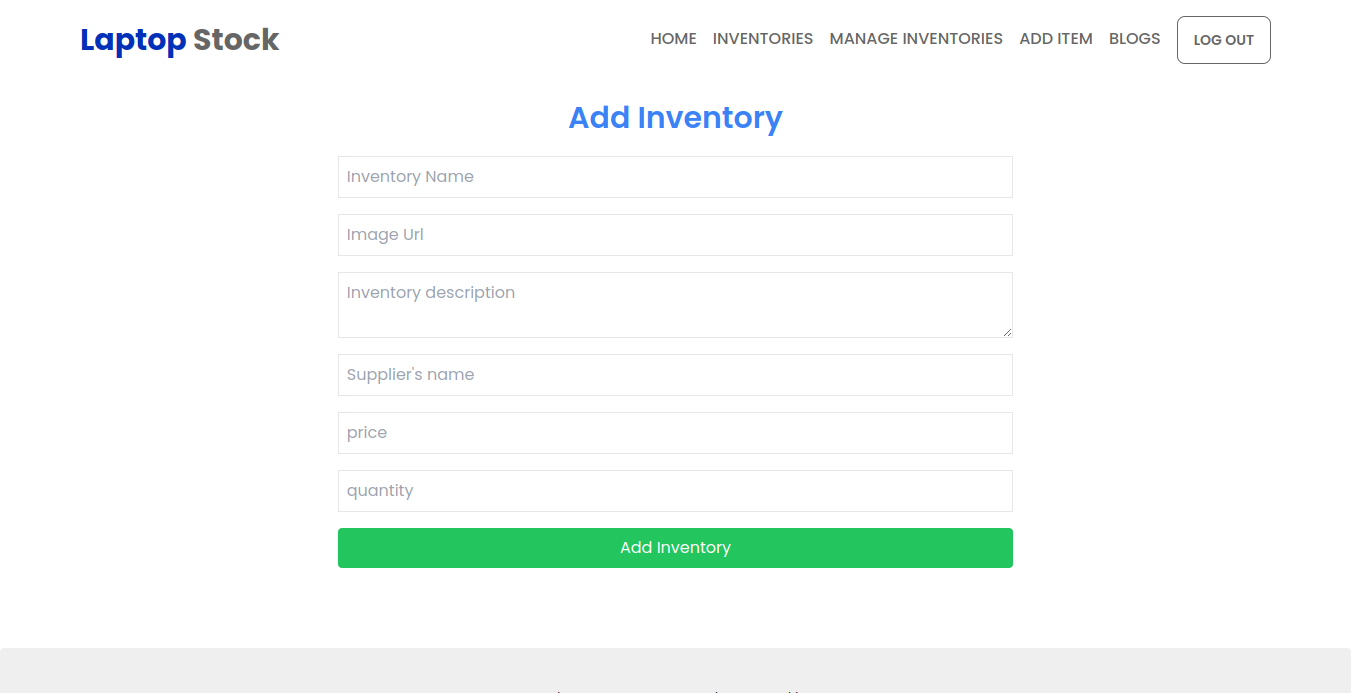 Laptop Stock
HOME INVENTORIES MANAGE INVENTORIES ADD ITEM BLOGS LOG OUT
Add Inventory
Inventory Name
Image Url
Inventory description
Supplier's name
price
quantity
Add Inventory